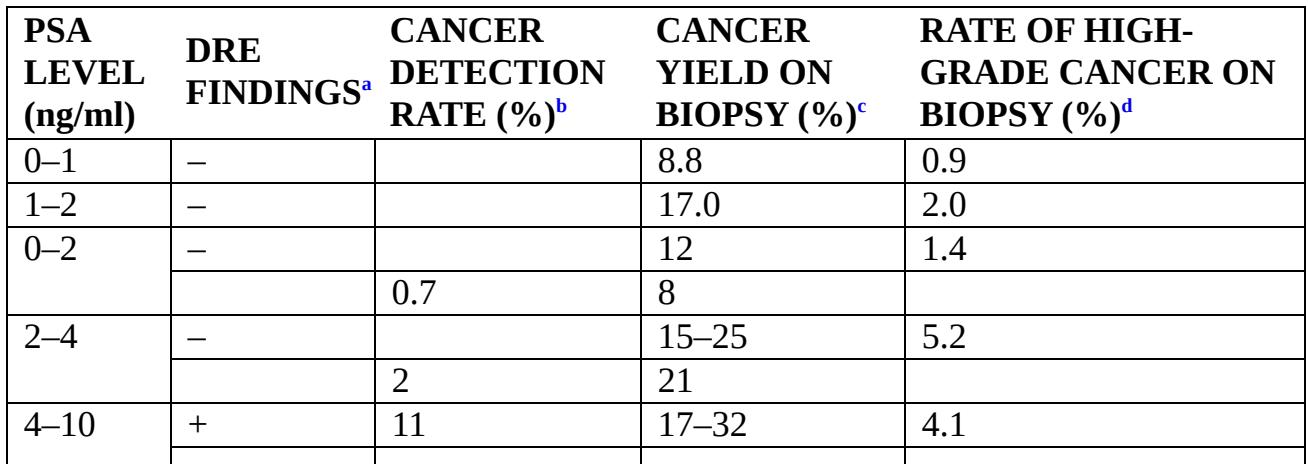 PSA LEVEL (ng/ml) | DRE FINDINGSa | CANCER DETECTION RATE (%)b | CANCER YIELD ON BIOPSY (%)c | RATE OF HIGH-GRADE CANCER ON BIOPSY (%)d
0–1 | – | | 8.8 | 0.9
1–2 | – | | 17.0 | 2.0
0–2 | – | | 12 | 1.4
| | 0.7 | 8 |
2–4 | – | | 15–25 | 5.2
| | 2 | 21 |
4–10 | + | 11 | 17–32 | 4.1